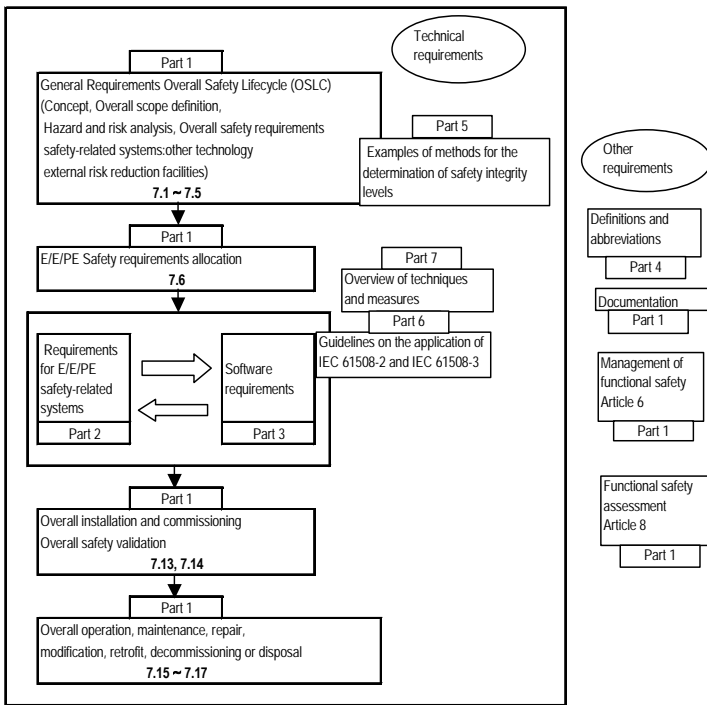 Technical
requirements
Part 1
General Requirements Overall Safety Lifecycle (OSLC)
(Concept, Overall scope definition,
Hazard and risk analysis, Overall safety requirements
safety-related systems:other technology
external risk reduction facilities)
7.1 ~ 7.5
Part 5
Examples of methods for the
determination of safety integrity
levels
Part 1
E/E/PE Safety requirements allocation
7.6
Part 7
Overview of techniques
and measures
Part 6
Guidelines on the application of
IEC 61508-2 and IEC 61508-3
Requirements
for E/E/PE
safety-related
systems
Part 2
Software
requirements
Part 3
Part 1
Overall installation and commissioning
Overall safety validation
7.13, 7.14
Part 1
Overall operation, maintenance, repair,
modification, retrofit, decommissioning or disposal
7.15 ~ 7.17
Other
requirements
Definitions and
abbreviations
Part 4
Documentation
Part 1
Management of
functional safety
Article 6
Part 1
Functional safety
assessment
Article 8
Part 1